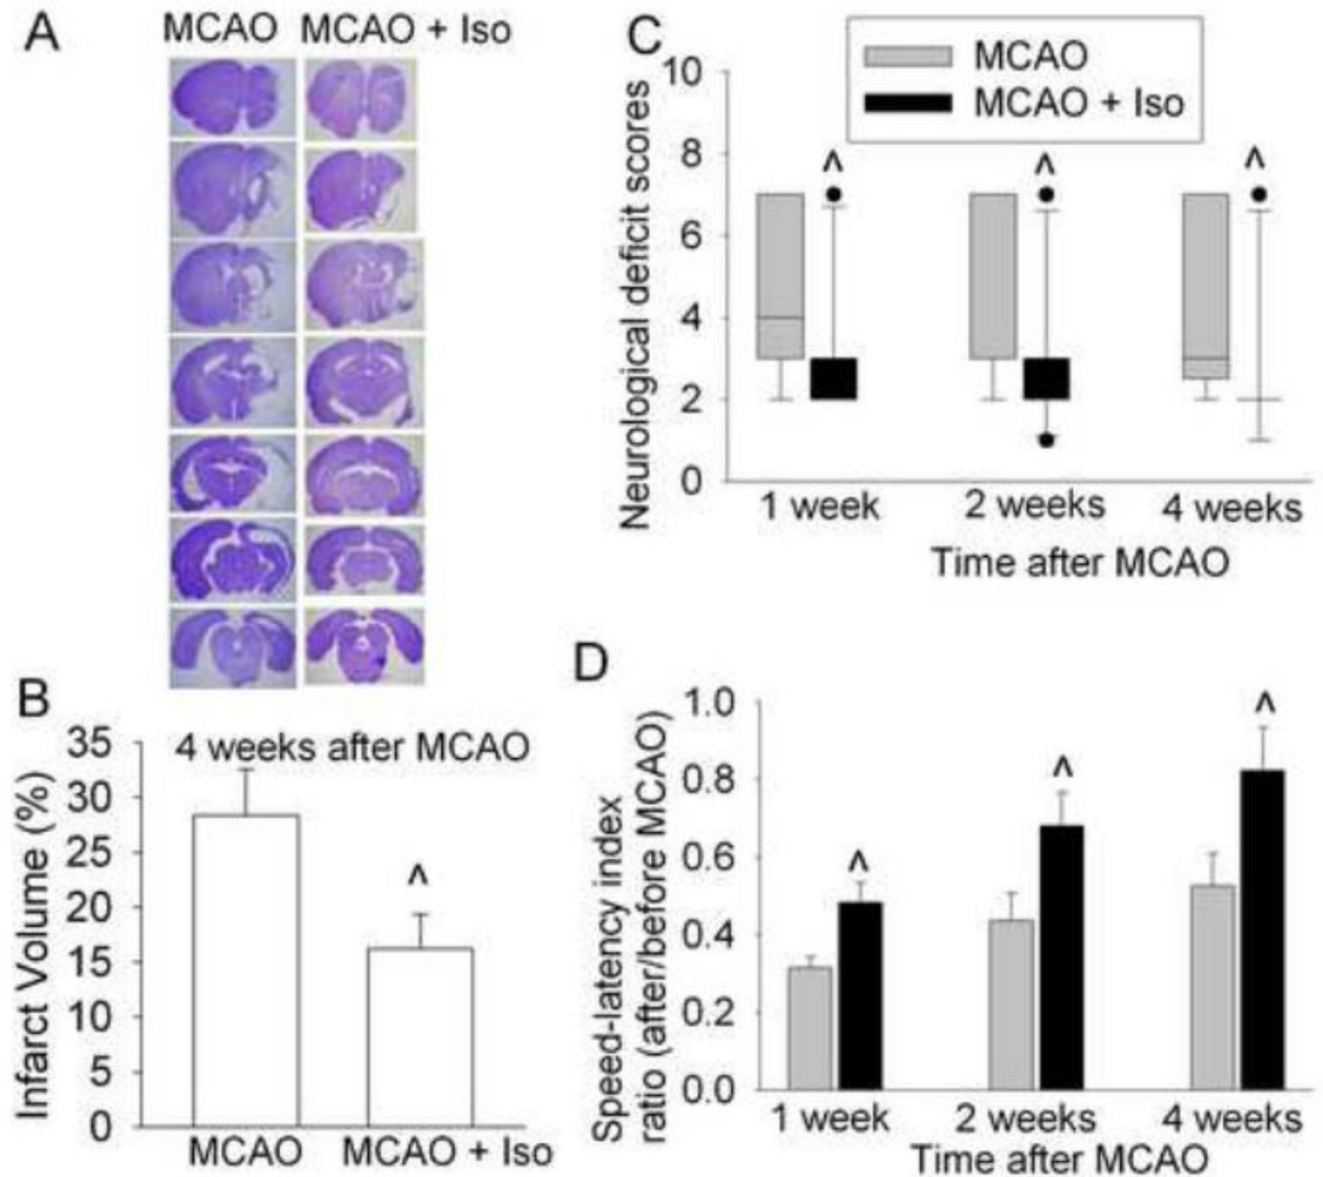 A
MCAO
MCAO + Iso
B
35
30
25
20
15
10
5
0
Infarct Volume (%)
4 weeks after MCAO
^
MCAO
MCAO + Iso
C
MCAO
MCAO + Iso
10
8
6
4
2
0
Neurological deficit scores
^
^
^
1 week
2 weeks
4 weeks
Time after MCAO
D
1.0
0.8
0.6
0.4
0.2
0.0
Speed-latency index
ratio (after/before MCAO)
^
^
^
1 week
2 weeks
4 weeks
Time after MCAO